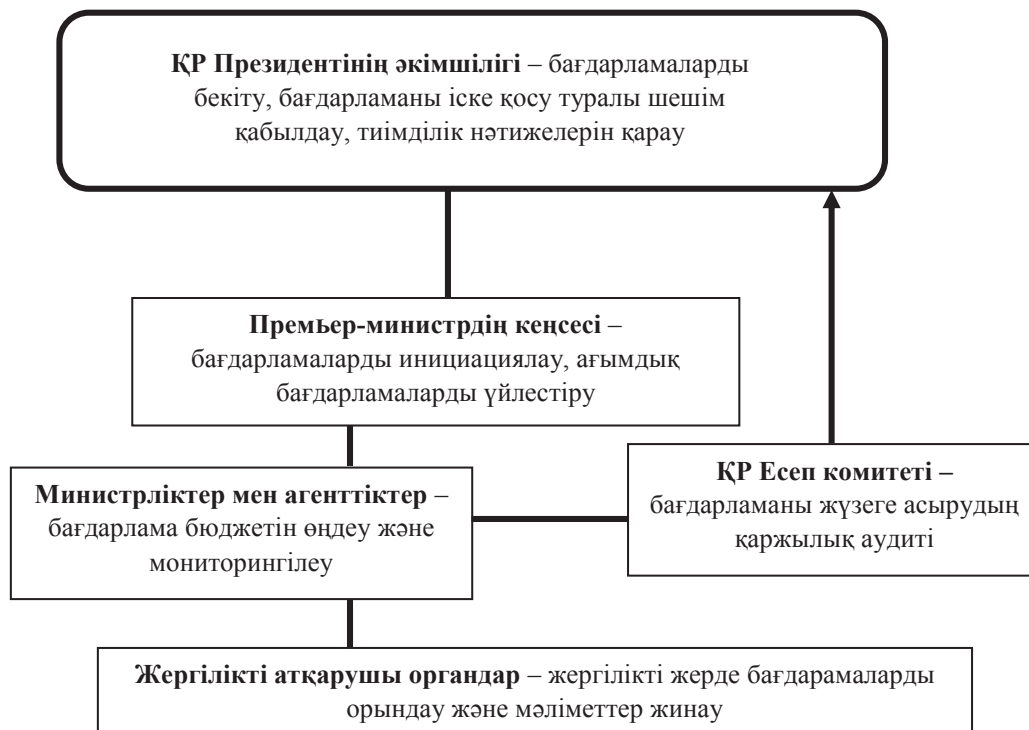 ҚР Президентінің әкімшілігі – бағдарламаларды
бекіту, бағдарламаны іске қосу туралы шешім
қабылдау, тиімділік нәтижелерін қарау
Премьер-министрдің кеңсесі –
бағдарламаларды инициациялау, ағымдық
бағдарламаларды үйлестіру
Министрліктер мен агенттіктер –
бағдарлама бюджетін өңдеу және
мониторингілеу
ҚР Есеп комитеті –
бағдарламаны жүзеге асырудың
қаржылық аудиті
Жергілікті атқарушы органдар – жергілікті жерде бағдарамаларды
орындау және мәліметтер жинау